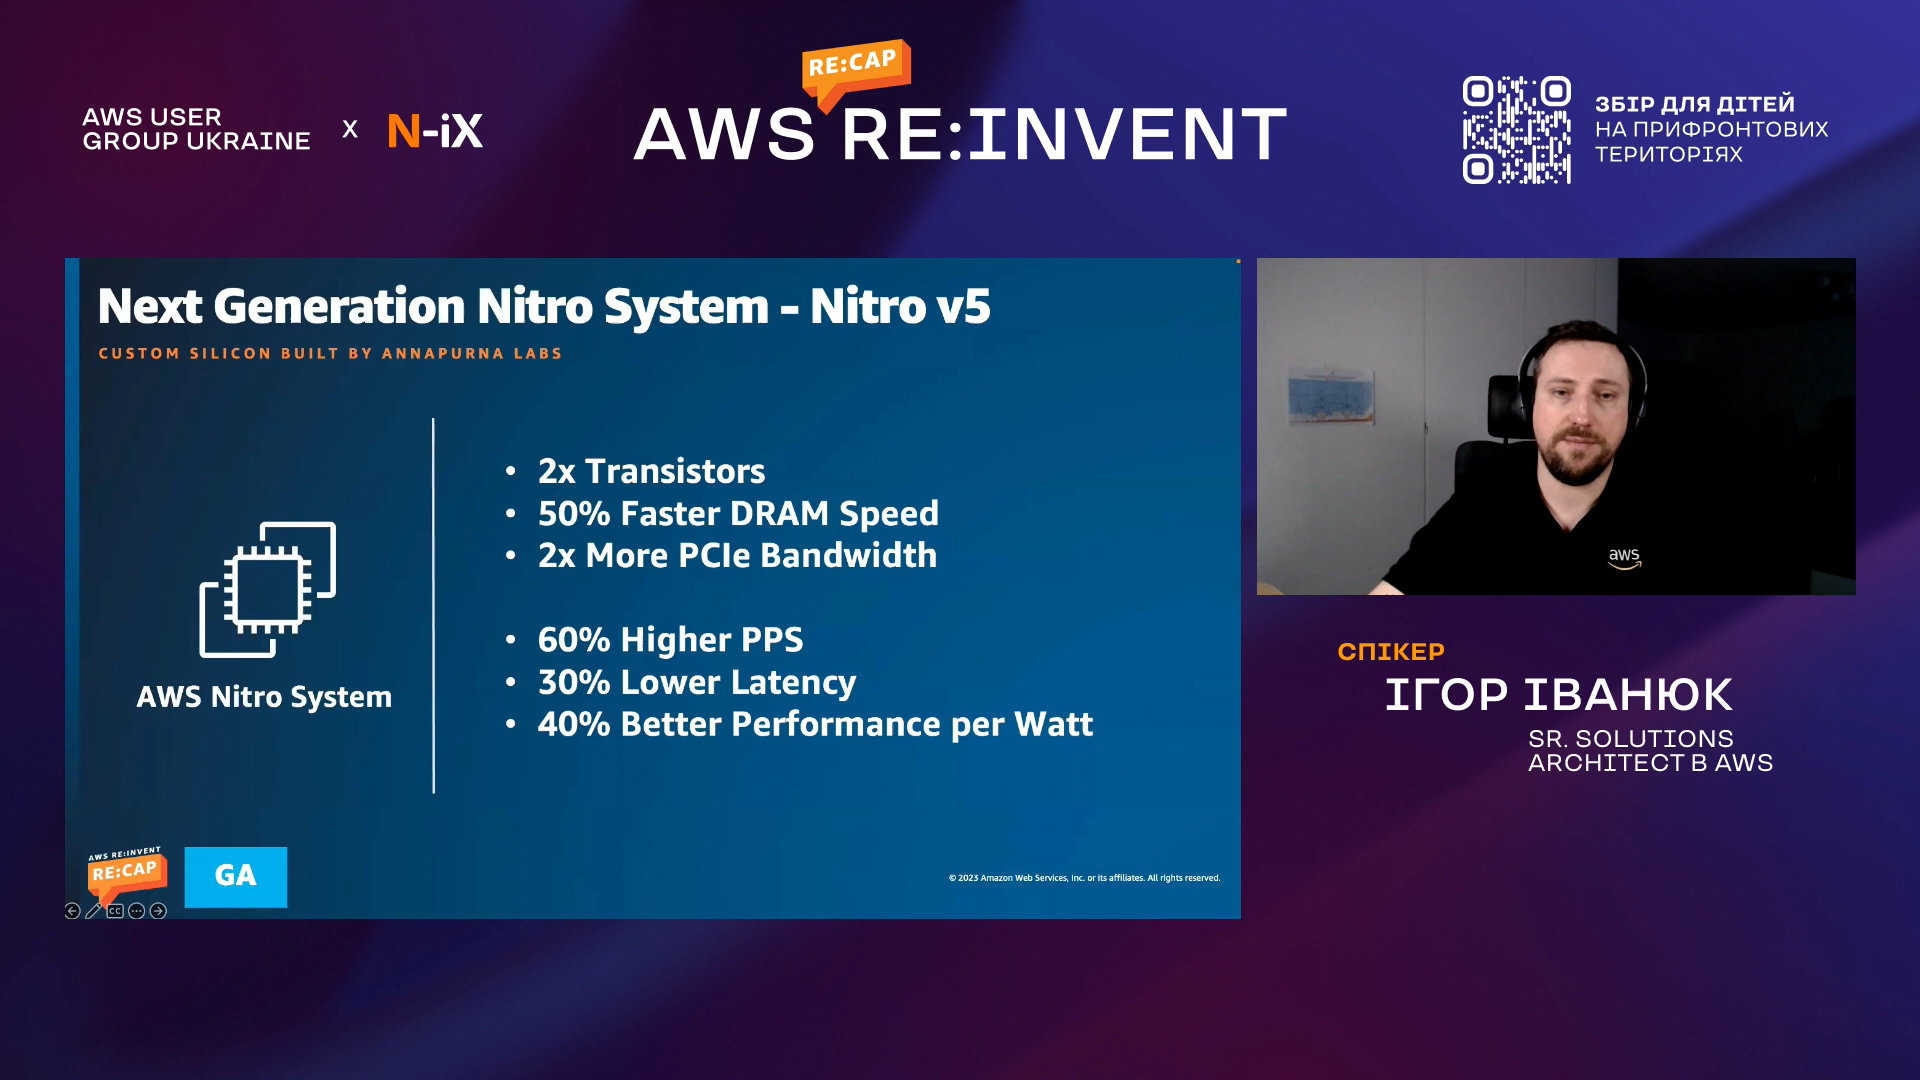 AWS USER
GROUP UKRAINE
X
N-iX
RE:CAP
AWS RE:INVENT
ЗБІР ДЛЯ ДІТЕЙ
НА ПРИФРОНТОВИХ
ТЕРИТОРІЯХ
Next Generation Nitro System - Nitro v5
CUSTOM SILICON BUILT BY ANNAPURNA LABS
• 2x Transistors
• 50% Faster DRAM Speed
• 2x More PCIe Bandwidth
• 60% Higher PPS
• 30% Lower Latency
• 40% Better Performance per Watt
AWS Nitro System
AWS RE:INVENT
RE:CAP
GA
CC
© 2023 Amazon Web Services, Inc. or its affiliates. All rights reserved.
aws
СПІКЕР
ІГОР ІВАНЮК
SR. SOLUTIONS
ARCHITECT В AWS